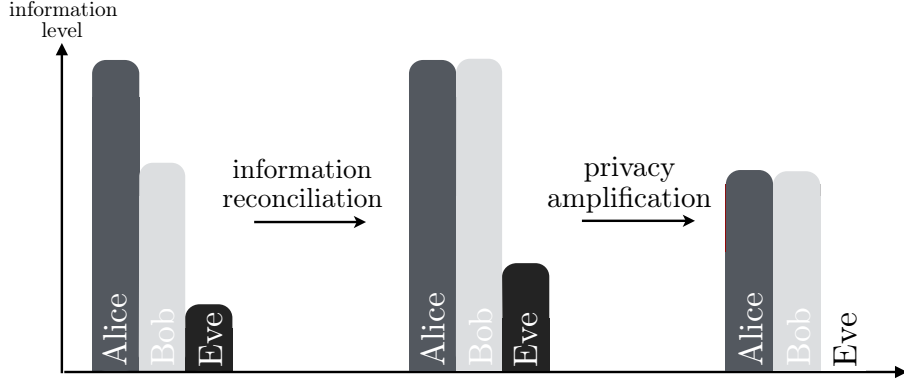 information
level
information
reconciliation
privacy
amplification
Alice
Bob
Eve
Alice
Bob
Eve
Alice
Bob
Eve